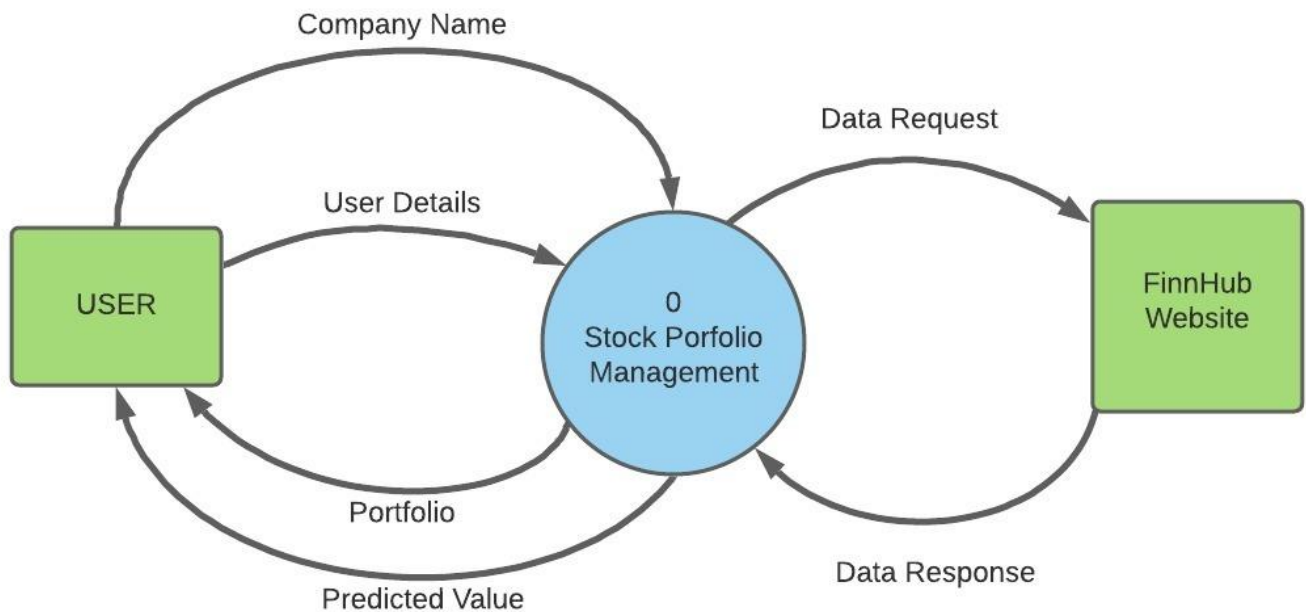 Company Name
Data Request
User Details
USER
0
Stock Porfolio
Management
FinnHub
Website
Portfolio
Data Response
Predicted Value